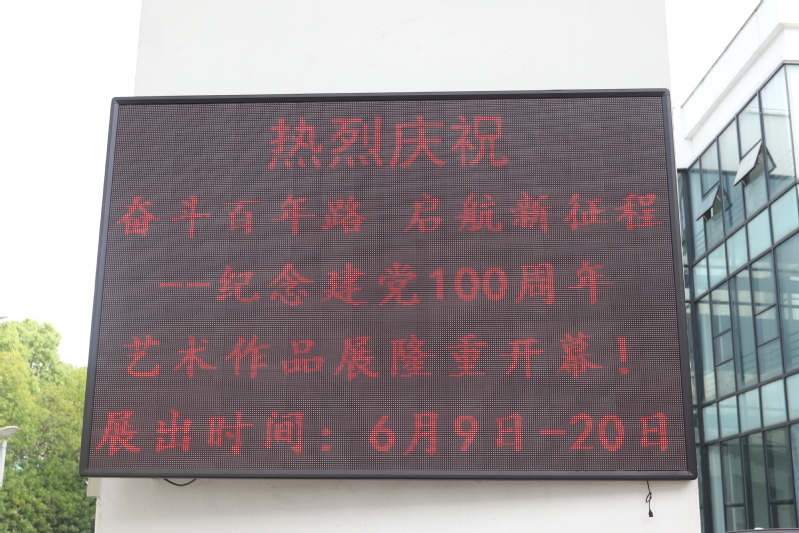 热烈庆祝
奋斗百年路 启航新征程
--纪念建党100周年
艺术作品展隆重开幕！
展出时间：6月9日-20日